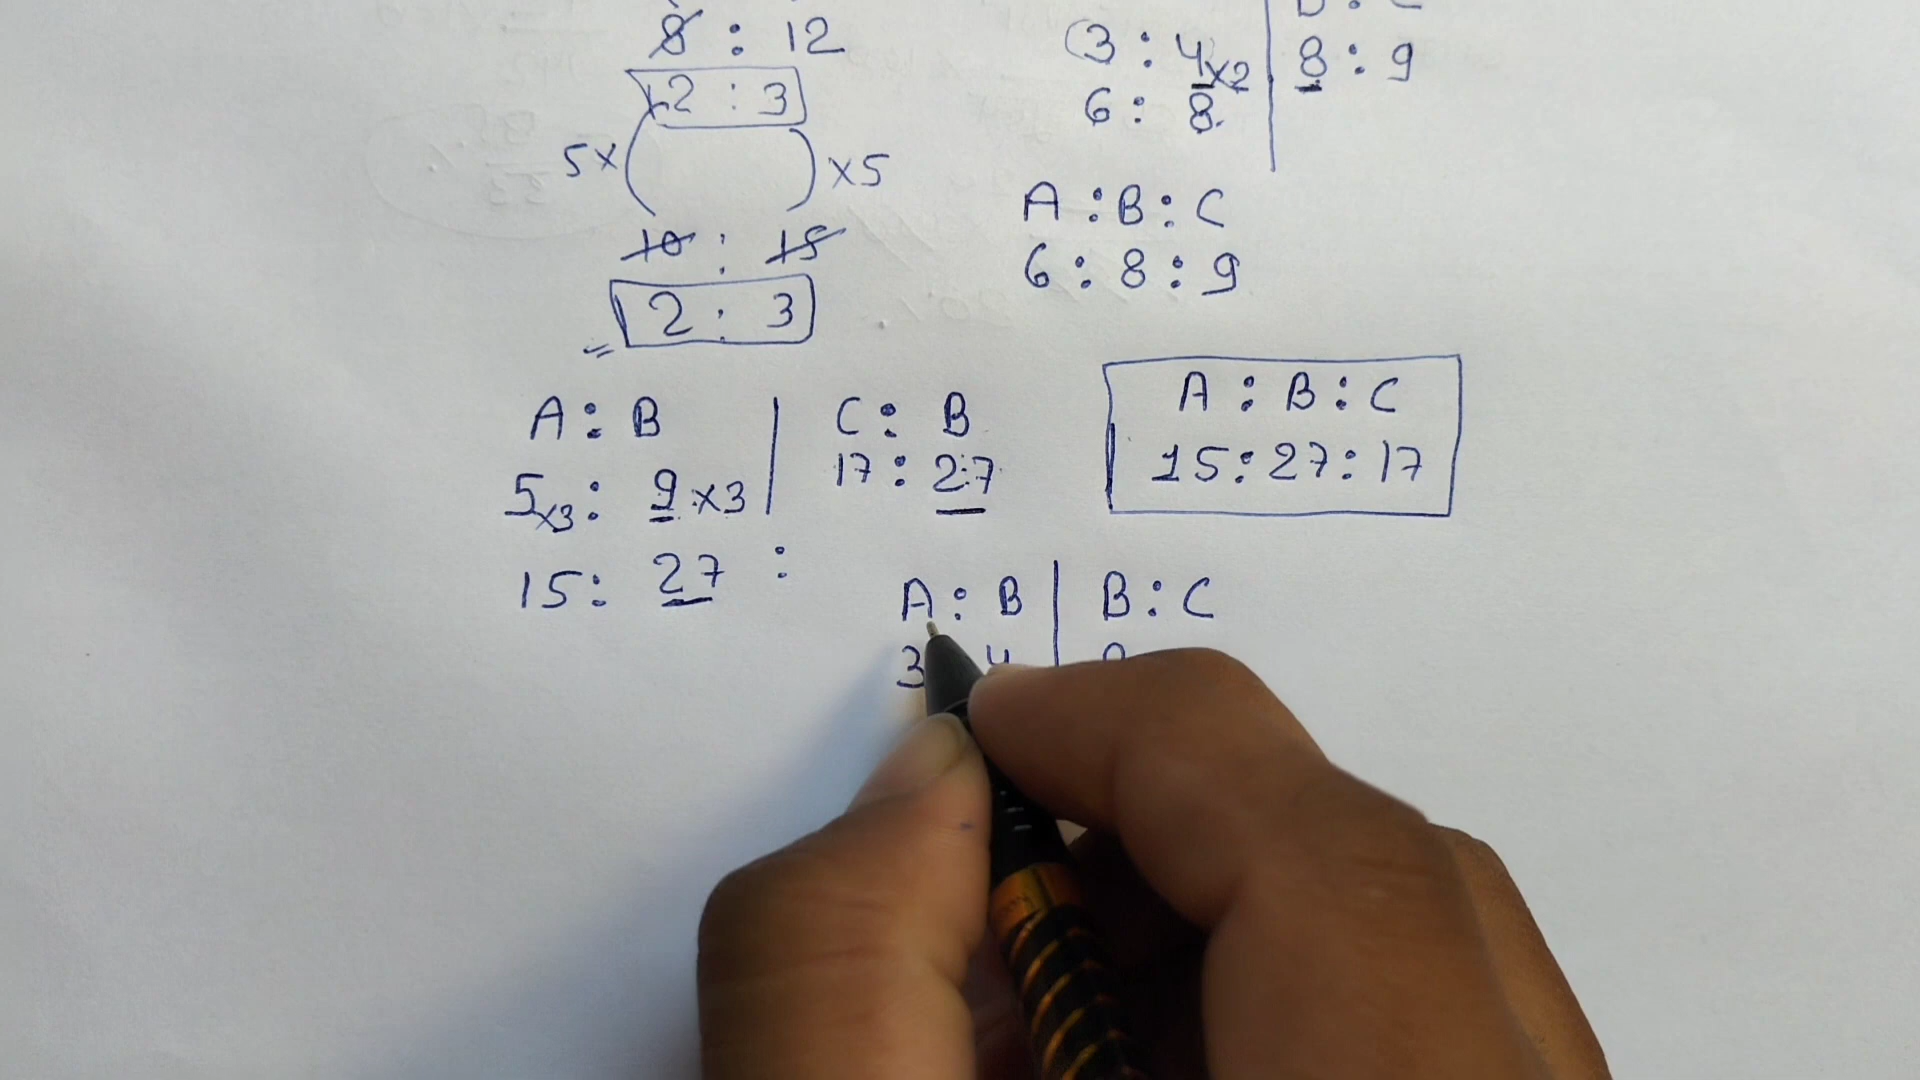 8 : 12
2 : 3
5× ×5
10 : 15
2 : 3
=
3 : 4×2 | 8 : 9
6 : 8
A : B : C
6 : 8 : 9
A : B | C : B
5×3 : 9×3 | 17 : 27
15 : 27 :
A : B : C
15 : 27 : 17
A : B | B : C
3 4